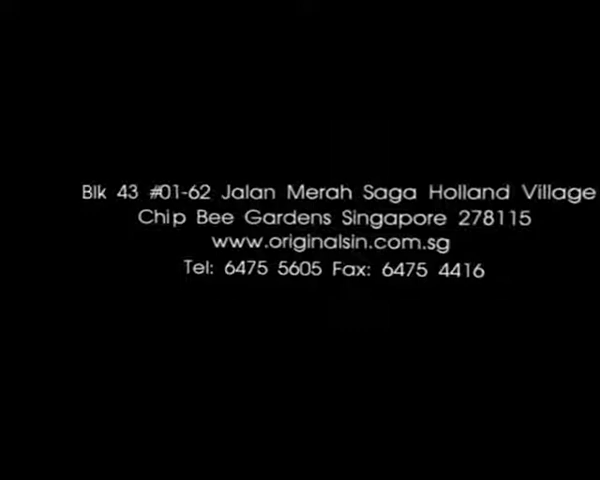 Blk 43 #01-62 Jalan Merah Saga Holland Village
Chip Bee Gardens Singapore 278115
www.originalsin.com.sg
Tel: 6475 5605 Fax: 6475 4416